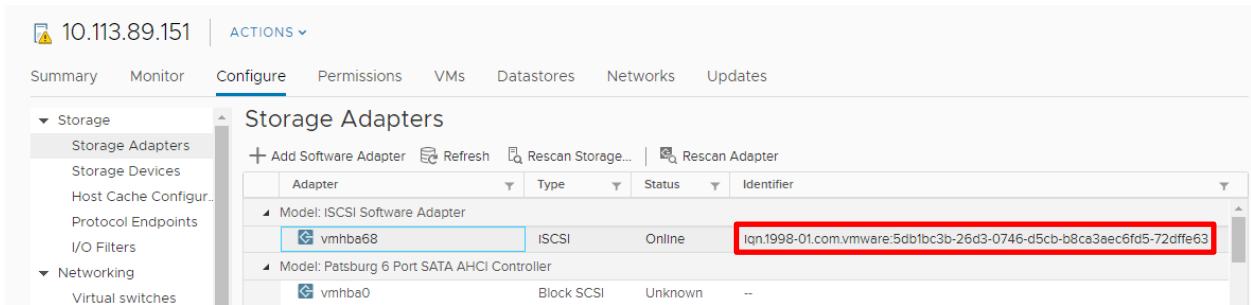 10.113.89.151 ACTIONS
Summary Monitor Configure Permissions VMs Datastores Networks Updates
Storage
Storage Adapters
Storage Devices
Host Cache Configur..
Protocol Endpoints
I/O Filters
Networking
Virtual switches
Storage Adapters
Add Software Adapter Refresh Rescan Storage... Rescan Adapter
Adapter Type Status Identifier
Model: iSCSI Software Adapter
vmhba68 iSCSI Online iqn.1998-01.com.vmware:5db1bc3b-26d3-0746-d5cb-b8ca3aec6fd5-72dffe63
Model: Patsburg 6 Port SATA AHCI Controller
vmhba0 Block SCSI Unknown --